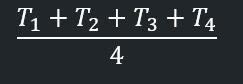 T₁ + T₂ + T₃ + T₄
4